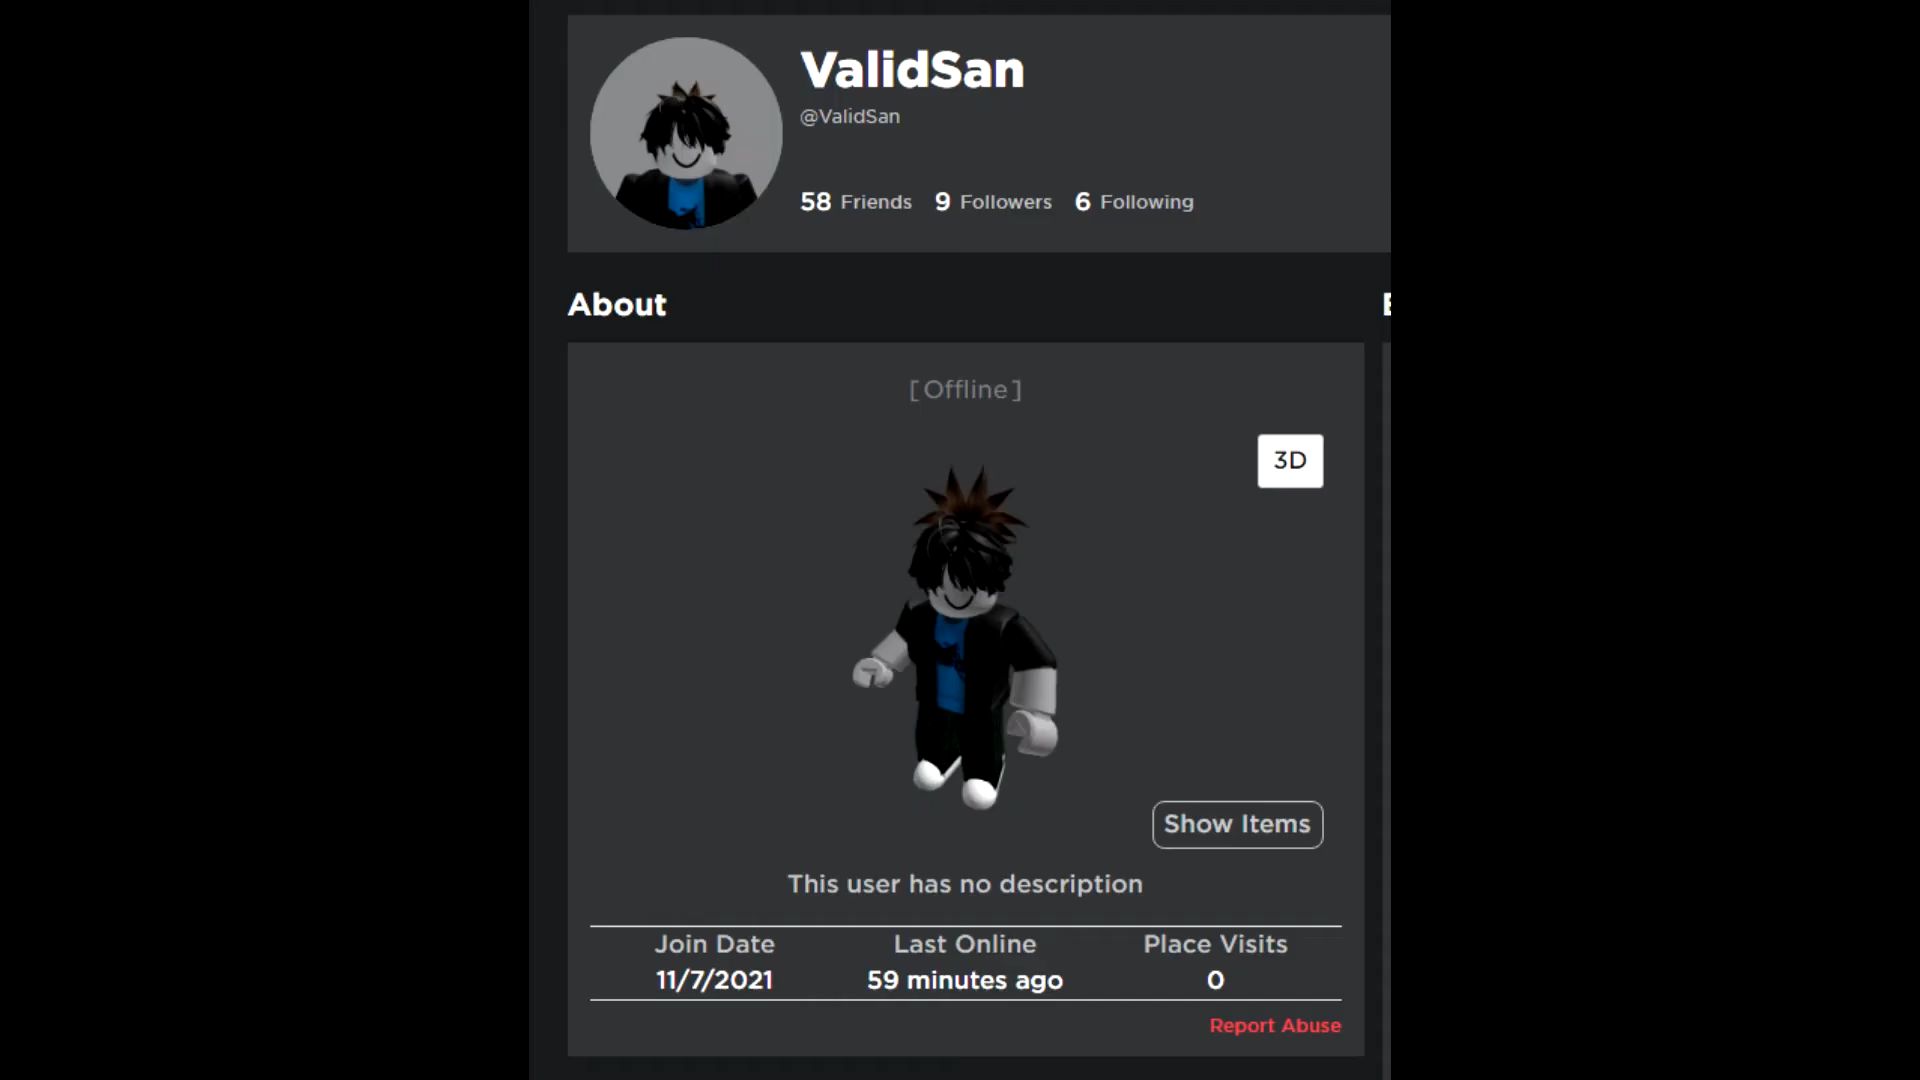 ValidSan
@ValidSan
58 Friends 9 Followers 6 Following
About
[ Offline ]
3D
Show Items
This user has no description
Join Date Last Online Place Visits
11/7/2021 59 minutes ago 0
Report Abuse